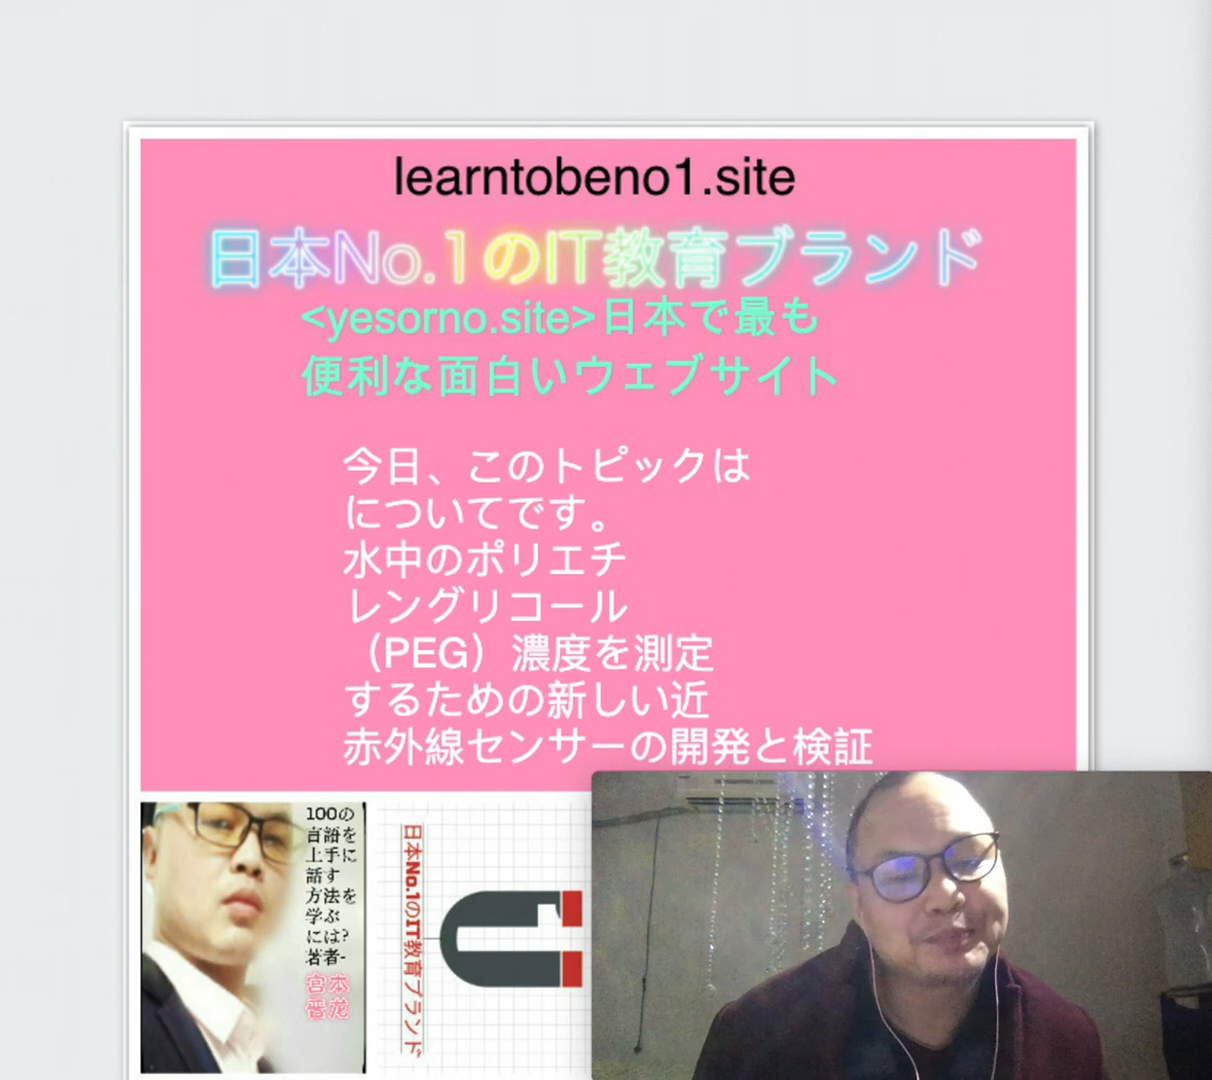 learntobeno1.site
日本No.1のIT教育ブランド
<yesorno.site>日本で最も
便利な面白いウェブサイト
今日、このトピックは
についてです。
水中のポリエチ
レングリコール
（PEG）濃度を測定
するための新しい近
赤外線センサーの開発と検証
100の
言語を
上手に
話す
方法を
学ぶ
には?
著者-
宮本
晋龙
日本No.1のIT教育ブランド